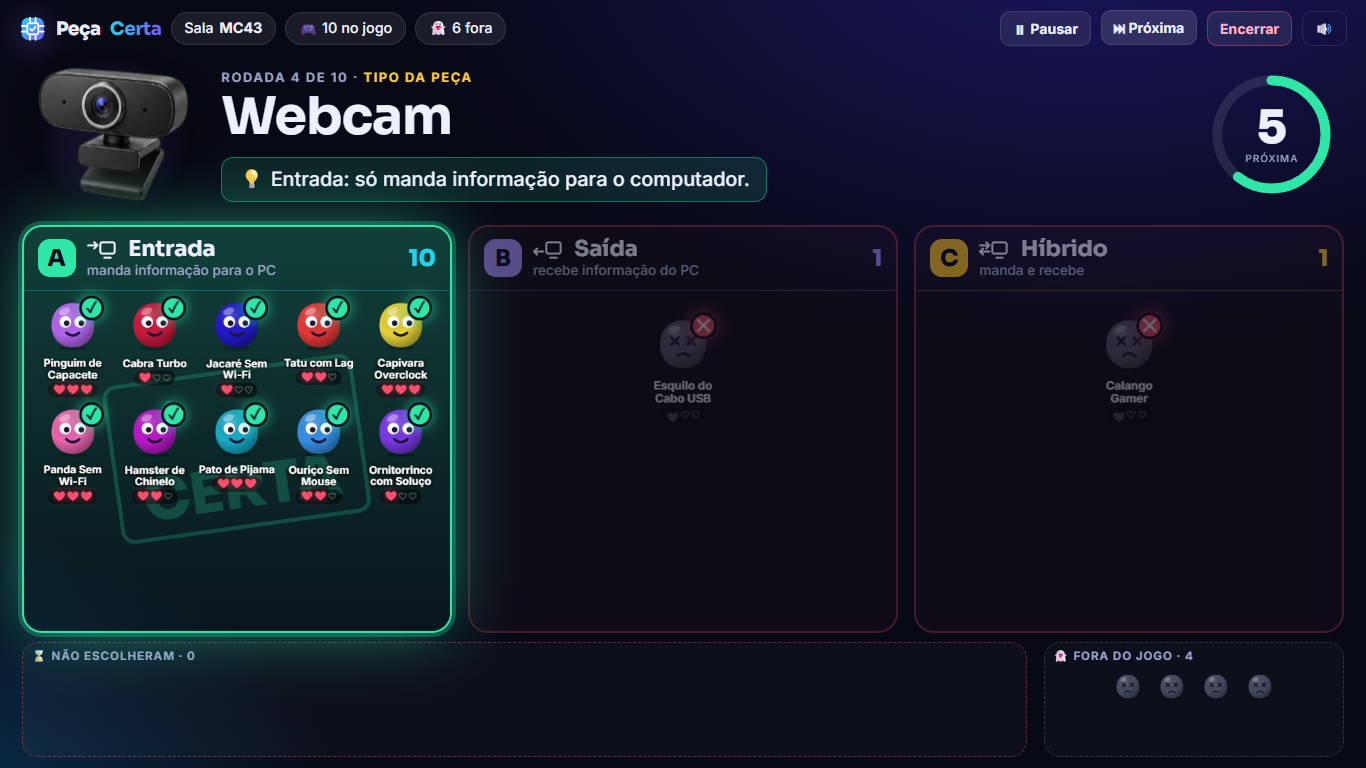 Peça Certa
Sala MC43
10 no jogo
6 fora
Pausar
Próxima
Encerrar
RODADA 4 DE 10 · TIPO DA PEÇA
Webcam
Entrada: só manda informação para o computador.
5
PRÓXIMA
A
Entrada
10
manda informação para o PC
Pinguim de
Capacete
Cabra Turbo
Jacaré Sem
Wi-Fi
Tatu com Lag
Capivara
Overclock
Panda Sem
Wi-Fi
Hamster de
Chinelo
Pato de Pijama
Ouriço Sem
Mouse
Ornitorrinco
com Soluço
CERTA
B
Saída
1
recebe informação do PC
Esquilo do
Cabo USB
C
Híbrido
1
manda e recebe
Calango
Gamer
NÃO ESCOLHERAM · 0
FORA DO JOGO · 4